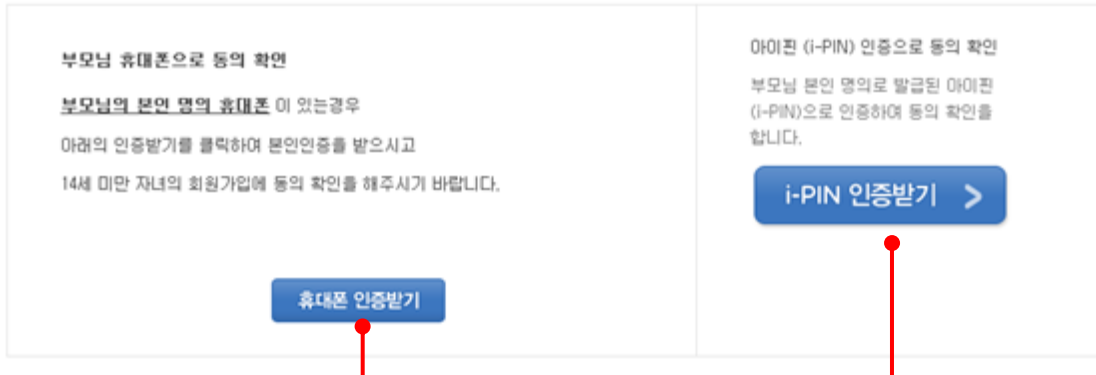 부모님 휴대폰으로 동의 확인
부모님의 본인 명의 휴대폰 이 있는경우
아래의 인증받기를 클릭하여 본인인증을 받으시고
14세 미만 자녀의 회원가입에 동의 확인을 해주시기 바랍니다.
휴대폰 인증받기
아이핀 (i-PIN) 인증으로 동의 확인
부모님 본인 명의로 발급된 아이핀
(i-PIN)으로 인증하여 동의 확인을
합니다.
i-PIN 인증받기 >